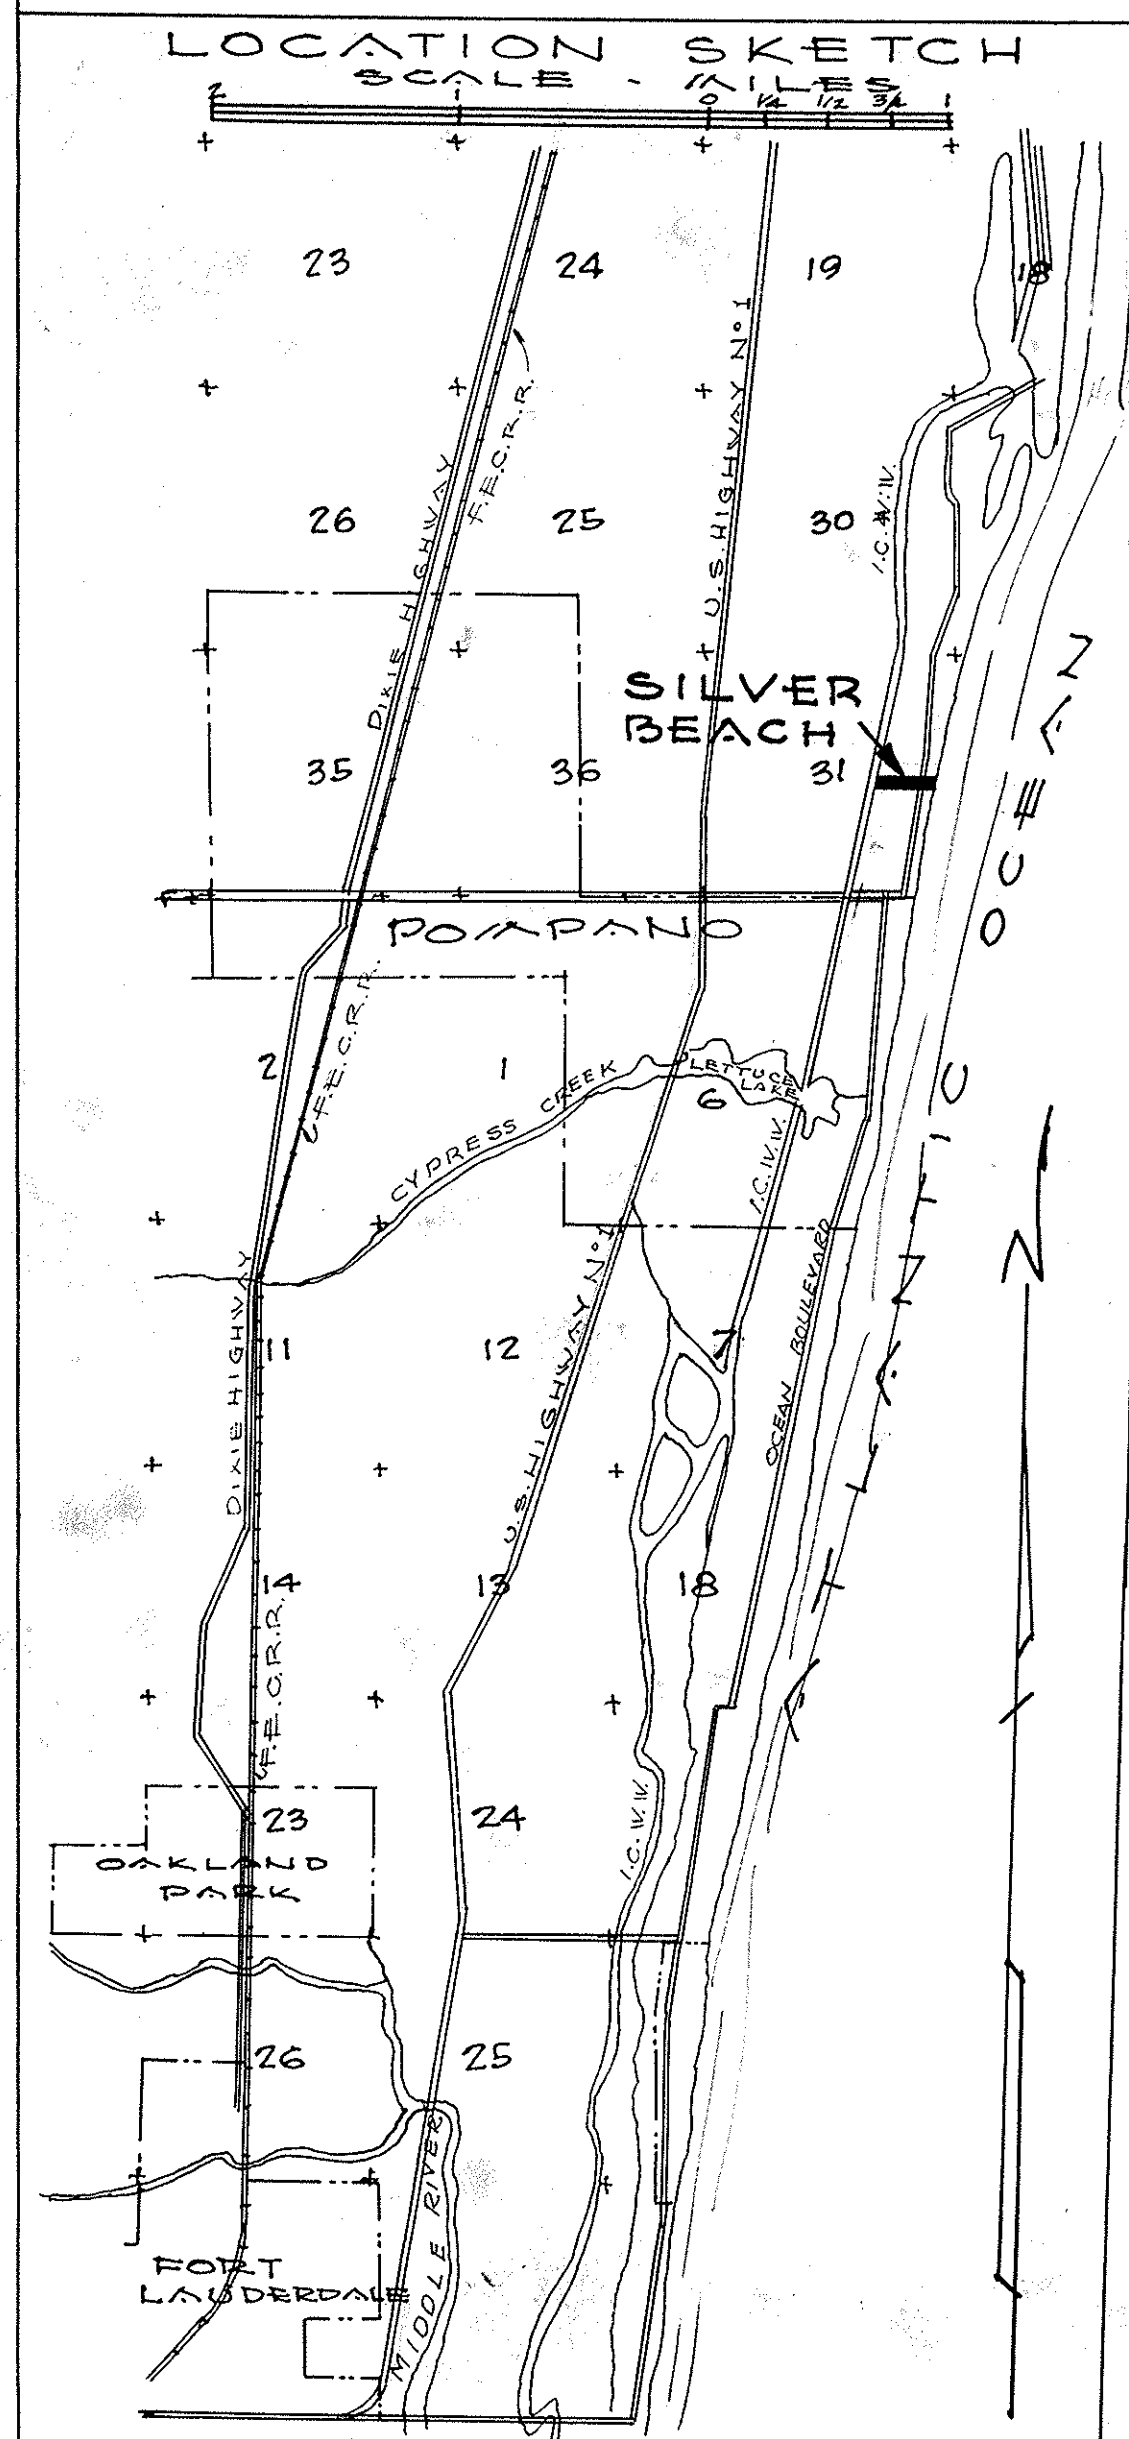 LOCATION SKETCH
SCALE - MILES
2 1 0 1/4 1/2 3/4 1
23 24 19 18
F.E.C.R.R.
U.S. HIGHWAY No 1
DIXIE HIGHWAY
I.C.W.W.
26 25 30
SILVER
BEACH
35 36 31
OCEAN
POMPANO
F.E.C.R.R.
2 1 6
LETTUCE
LAKE
CYPRESS CREEK
I.C.W.W.
ATLANTIC
N
DIXIE HIGHWAY
U.S. HIGHWAY No 1
OCEAN BOULEVARD
11 12 7
14 13 18
F.E.C.R.R.
23 24
I.C.W.W.
OAKLAND
PARK
26 25
MIDDLE RIVER
FORT
LAUDERDALE